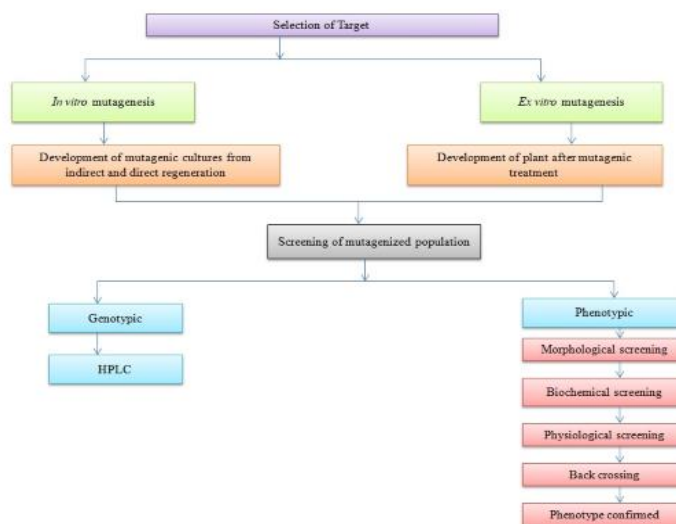 Selection of Target
In vitro mutagenesis
Ex vitro mutagenesis
Development of mutagenic cultures from
indirect and direct regeneration
Development of plant after mutagenic
treatment
Screening of mutagenized population
Genotypic
Phenotypic
HPLC
Morphological screening
Biochemical screening
Physiological screening
Back crossing
Phenotype confirmed